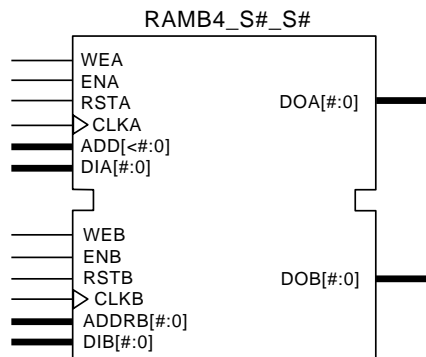 RAMB4_S#_S#
WEA
ENA
RSTA
CLKA
ADD[<#:0]
DIA[#:0]
DOA[#:0]
WEB
ENB
RSTB
CLKB
ADDRB[#:0]
DIB[#:0]
DOB[#:0]